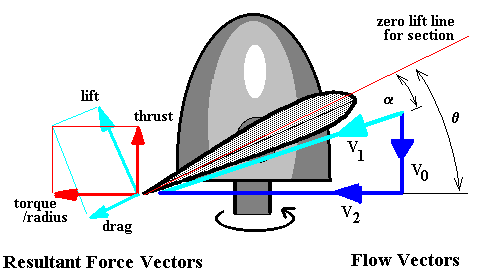 zero lift line
for section
lift
thrust
α
θ
V1
V0
torque
/radius
V2
drag
Resultant Force Vectors
Flow Vectors